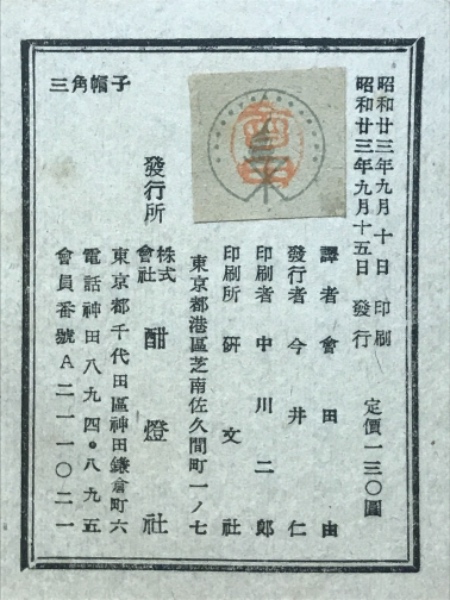 三角帽子
昭和廿三年九月十日 印刷
昭和廿三年九月十五日 發行
定價一三〇圓
譯者 會田由
發行者 今井仁
印刷者 中川二郎
印刷所 硏文社
東京都港區芝南佐久間町一ノ七
發行所
株式會社 酣燈社
東京都千代田區神田鎌倉町六
電話神田八九四・八九五
會員番號A二一一〇二一